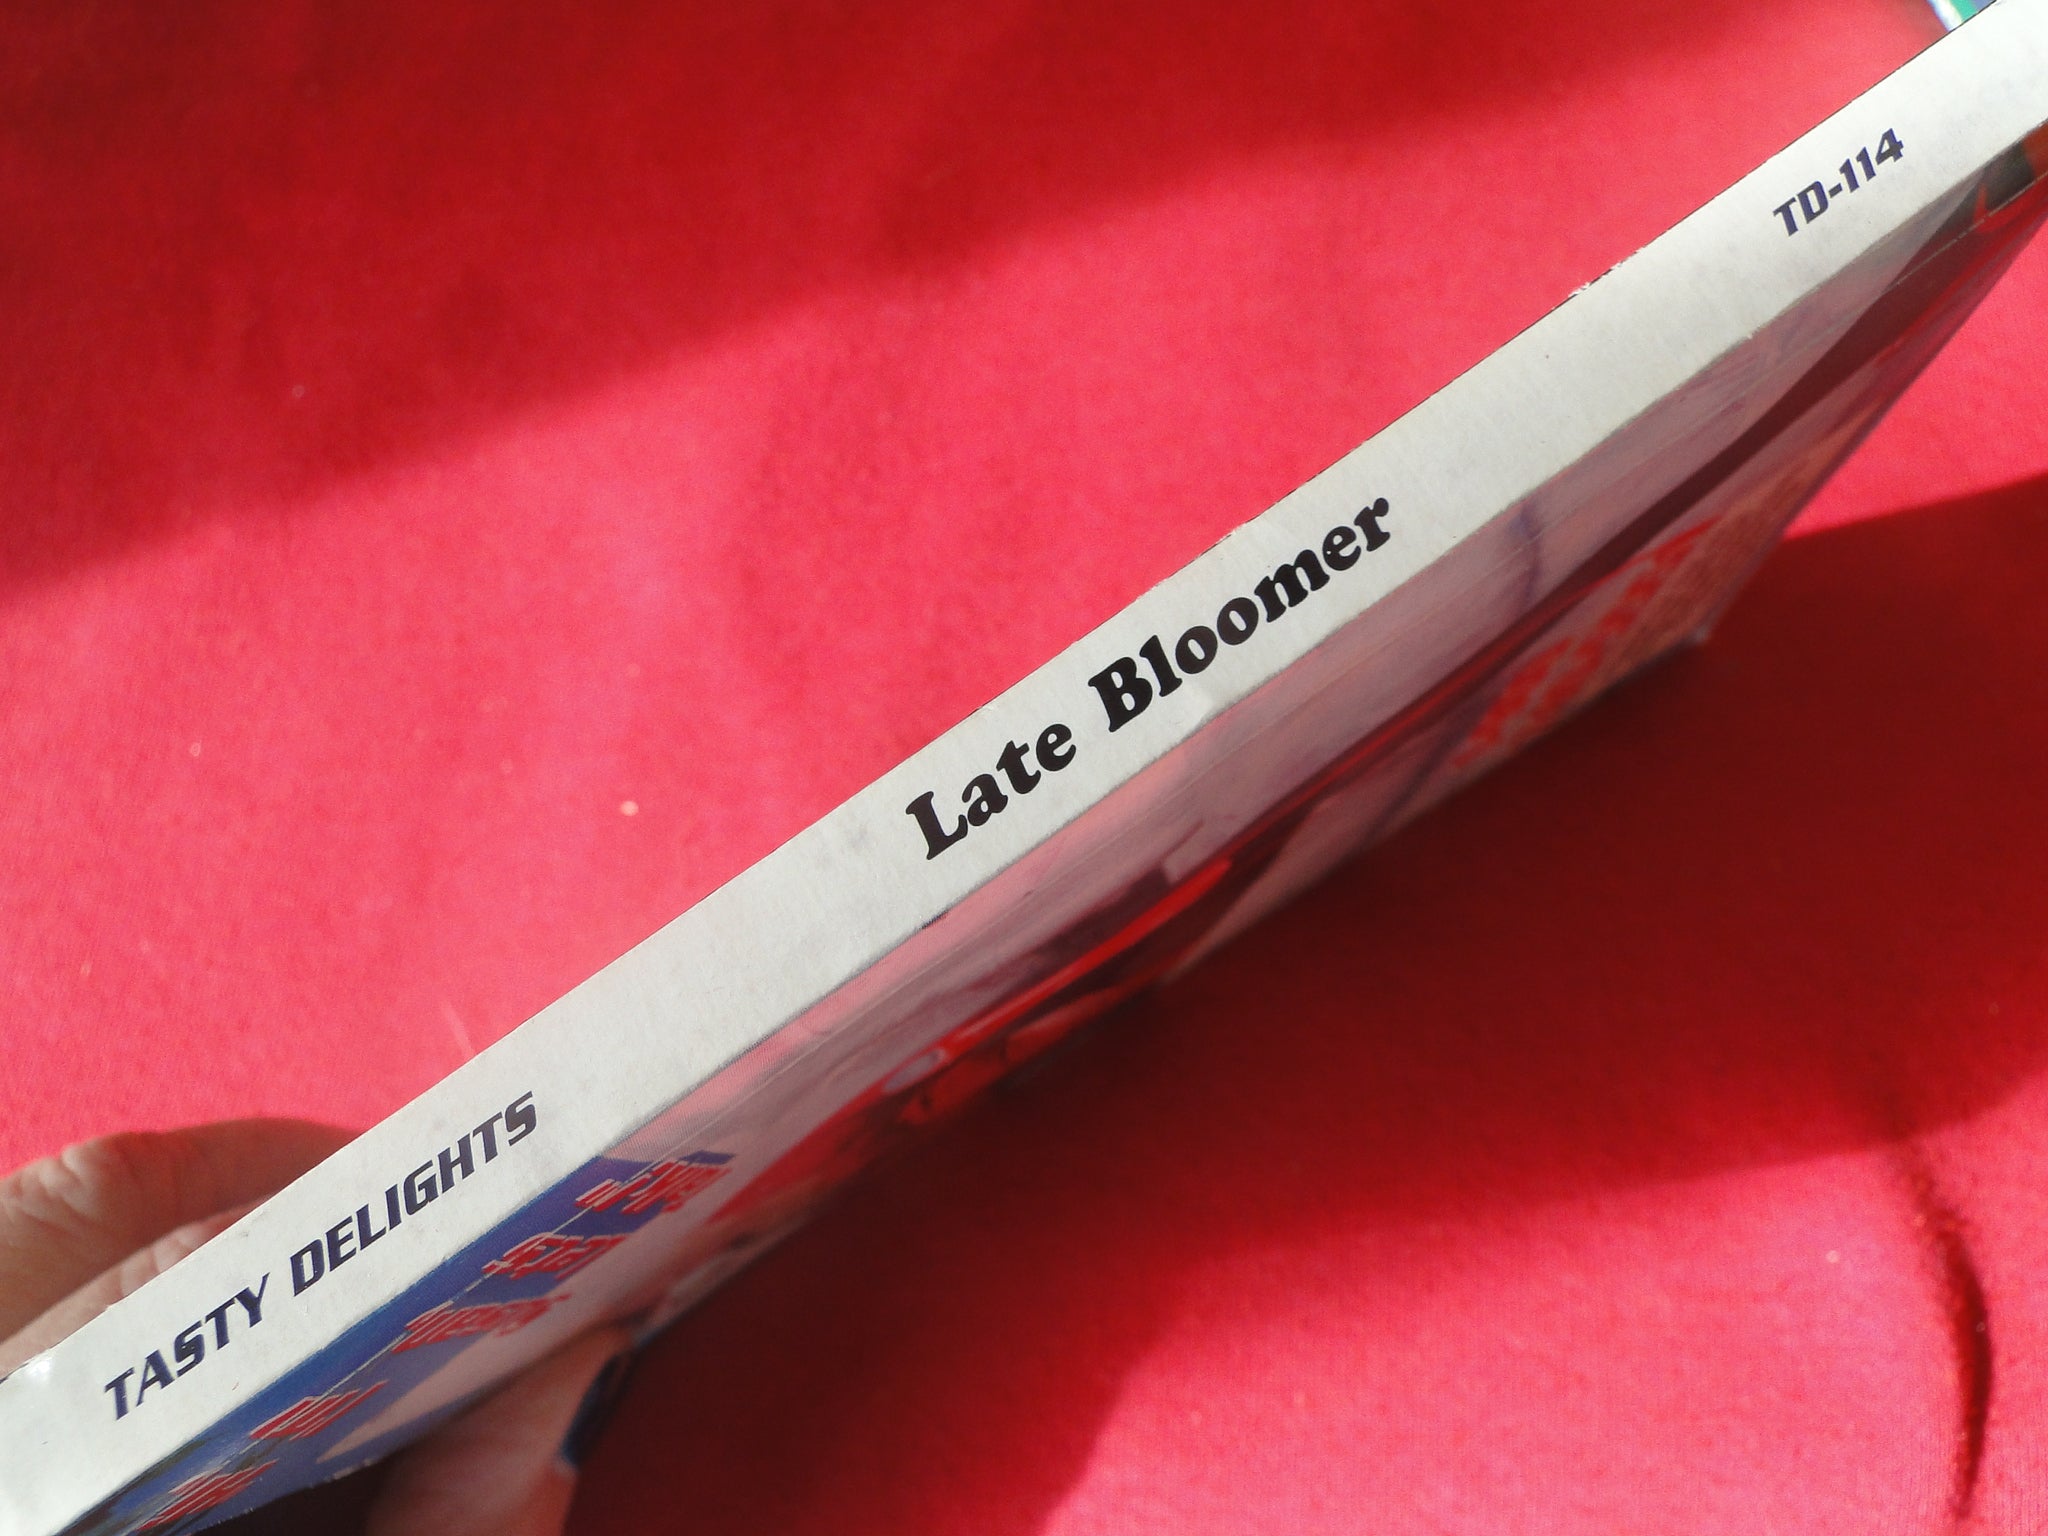 TASTY DELIGHTS
Late Bloomer
TD-114